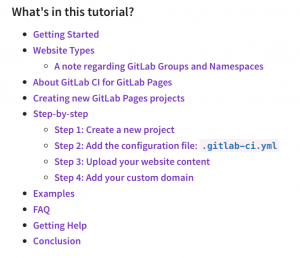 What's in this tutorial?
Getting Started
Website Types
A note regarding GitLab Groups and Namespaces
About GitLab CI for GitLab Pages
Creating new GitLab Pages projects
Step-by-step
Step 1: Create a new project
Step 2: Add the configuration file: .gitlab-ci.yml
Step 3: Upload your website content
Step 4: Add your custom domain
Examples
FAQ
Getting Help
Conclusion